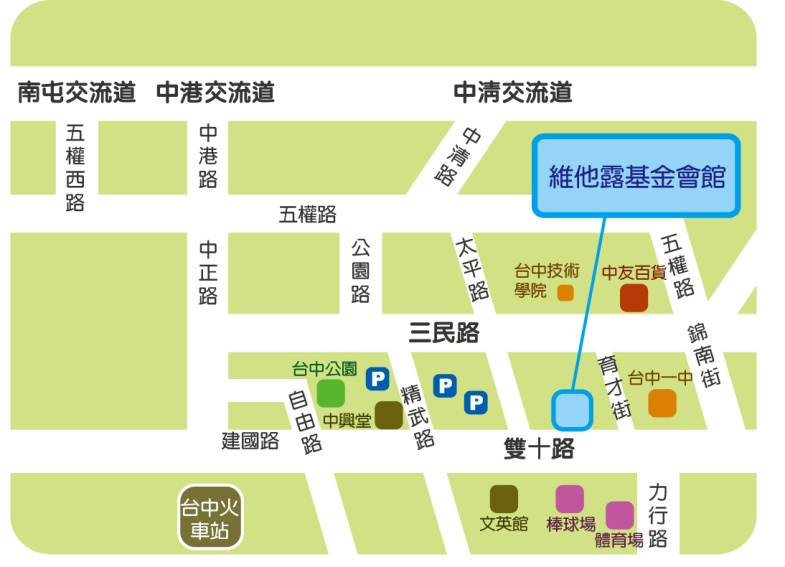 南屯交流道
中港交流道
中清交流道
五權西路
中港路
中清路
維他露基金會館
五權路
中正路
公園路
太平路
台中技術
學院
中友百貨
五權路
三民路
錦南街
台中公園
P
P
P
自由路
中興堂
精武路
育才街
台中一中
建國路
雙十路
台中火
車站
文英館
棒球場
體育場
力行路